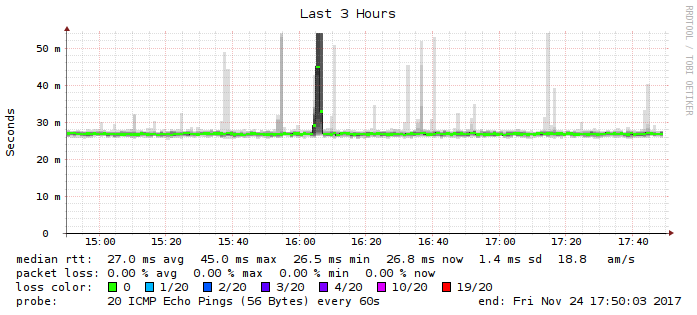 Last 3 Hours
RRDTOOL / TOBI OETIKER
Seconds
50 m
40 m
30 m
20 m
10 m
0
15:00 15:20 15:40 16:00 16:20 16:40 17:00 17:20 17:40
median rtt: 27.0 ms avg 45.0 ms max 26.5 ms min 26.8 ms now 1.4 ms sd 18.8 am/s
packet loss: 0.00 % avg 0.00 % max 0.00 % min 0.00 % now
loss color: 0 1/20 2/20 3/20 4/20 10/20 19/20
probe: 20 ICMP Echo Pings (56 Bytes) every 60s end: Fri Nov 24 17:50:03 2017